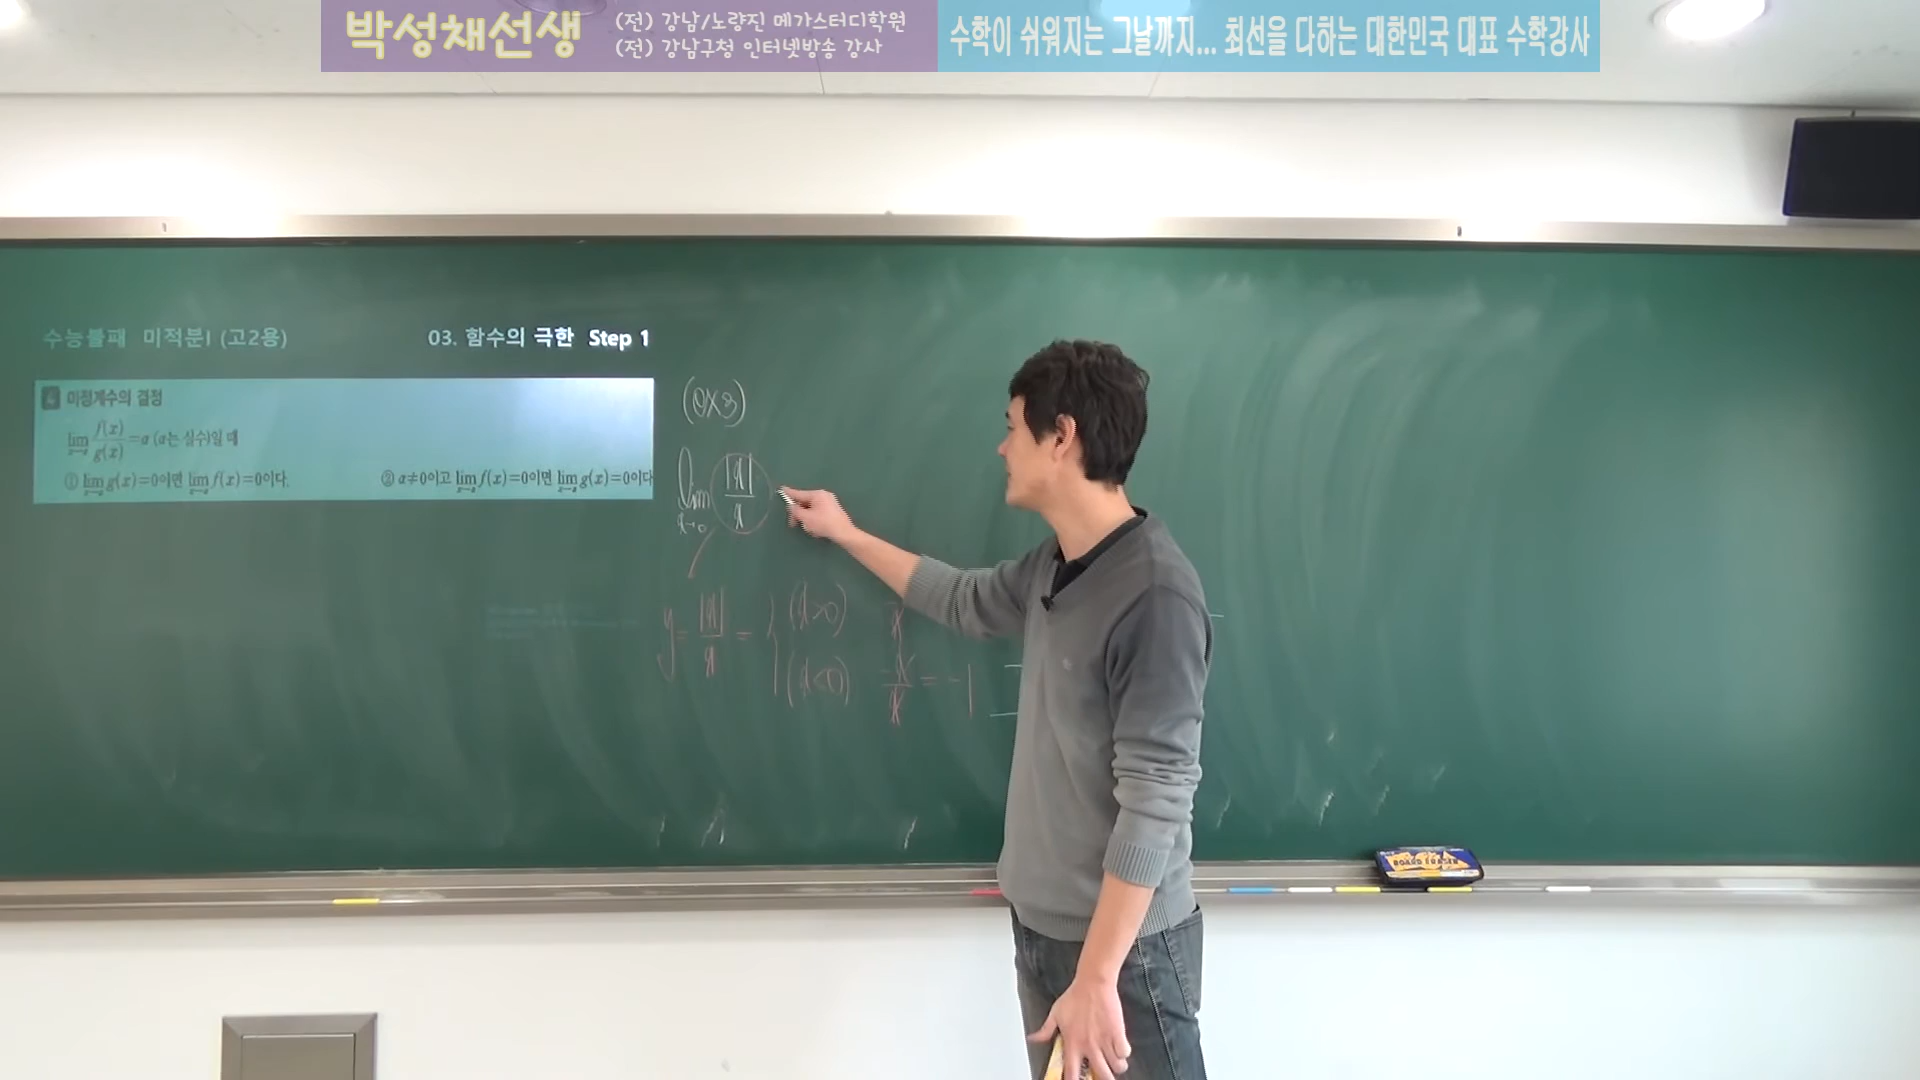 박성채선생
(전) 강남/노량진 메가스터디학원
(전) 강남구청 인터넷방송 강사
수학이 쉬워지는 그날까지... 최선을 다하는 대한민국 대표 수학강사
수능불패 미적분Ⅰ (고2용)
03. 함수의 극한 Step 1
4 미정계수의 결정
lim x→a f(x)/g(x) = α (α는 실수)일 때
① lim x→a g(x)=0이면 lim x→a f(x)=0이다.
② α≠0이고 lim x→a f(x)=0이면 lim x→a g(x)=0이다
(OX3)
lim x→0 |x|/x
y = |x|/x = { (x>0) x
(x<0) -x/x = -1
BOARD ERASER